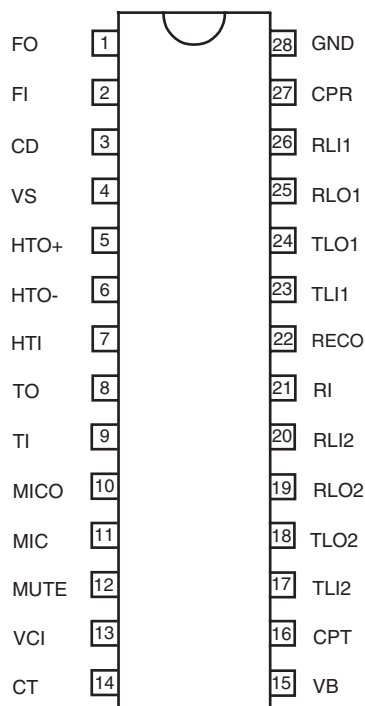 FO 1 28 GND
FI 2 27 CPR
CD 3 26 RLI1
VS 4 25 RLO1
HTO+ 5 24 TLO1
HTO- 6 23 TLI1
HTI 7 22 RECO
TO 8 21 RI
TI 9 20 RLI2
MICO 10 19 RLO2
MIC 11 18 TLO2
MUTE 12 17 TLI2
VCI 13 16 CPT
CT 14 15 VB